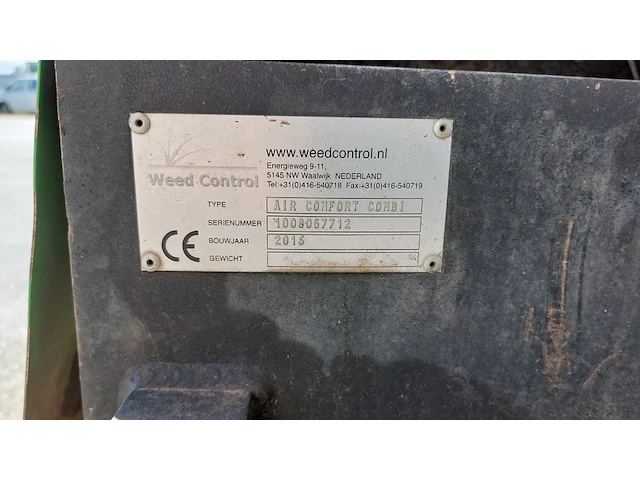 Weed Control
www.weedcontrol.nl
Energieweg 9-11,
5145 NW Waalwijk NEDERLAND
Tel:+31(0)416-540718 Fax:+31(0)416-540719
TYPE AIR COMFORT COMBI
SERIENUMMER 1008057712
BOUWJAAR 2013
GEWICHT
CE